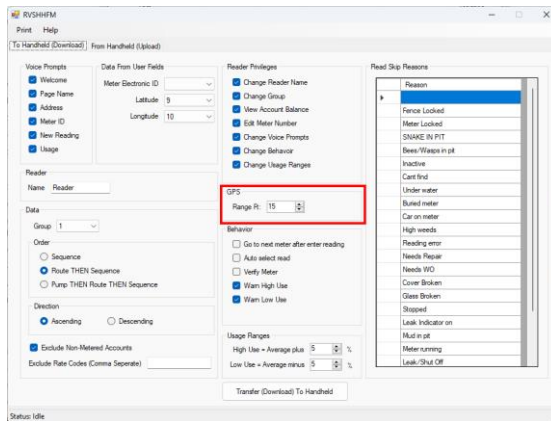 RVSHHFM
Print Help
To Handheld (Download) From Handheld (Upload)
Voice Prompts
Welcome
Page Name
Address
Meter ID
New Reading
Usage
Data From User Fields
Meter Electronic ID
Latitude 9
Longitude 10
Reader
Name Reader
Data
Group 1
Order
Sequence
Route THEN Sequence
Pump THEN Route THEN Sequence
Direction
Ascending Descending
Exclude Non-Metered Accounts
Exclude Rate Codes (Comma Seperate)
Reader Privileges
Change Reader Name
Change Group
View Account Balance
Edit Meter Number
Change Voice Prompts
Change Behavior
Change Usage Ranges
GPS
Range Ft: 15
Behavior
Go to next meter after enter reading
Auto select read
Verify Meter
Warn High Use
Warn Low Use
Usage Ranges
High Use = Average plus 5 %
Low Use = Average minus 5 %
Transfer (Download) To Handheld
Read Skip Reasons
Reason
Fence Locked
Meter Locked
SNAKE IN PIT
Bees/Wasps in pit
Inactive
Cant find
Under water
Buried meter
Car on meter
High weeds
Reading error
Needs Repair
Needs WO
Cover Broken
Glass Broken
Stopped
Leak Indicator on
Mud in pit
Meter running
Leak/Shut Off
Status: Idle